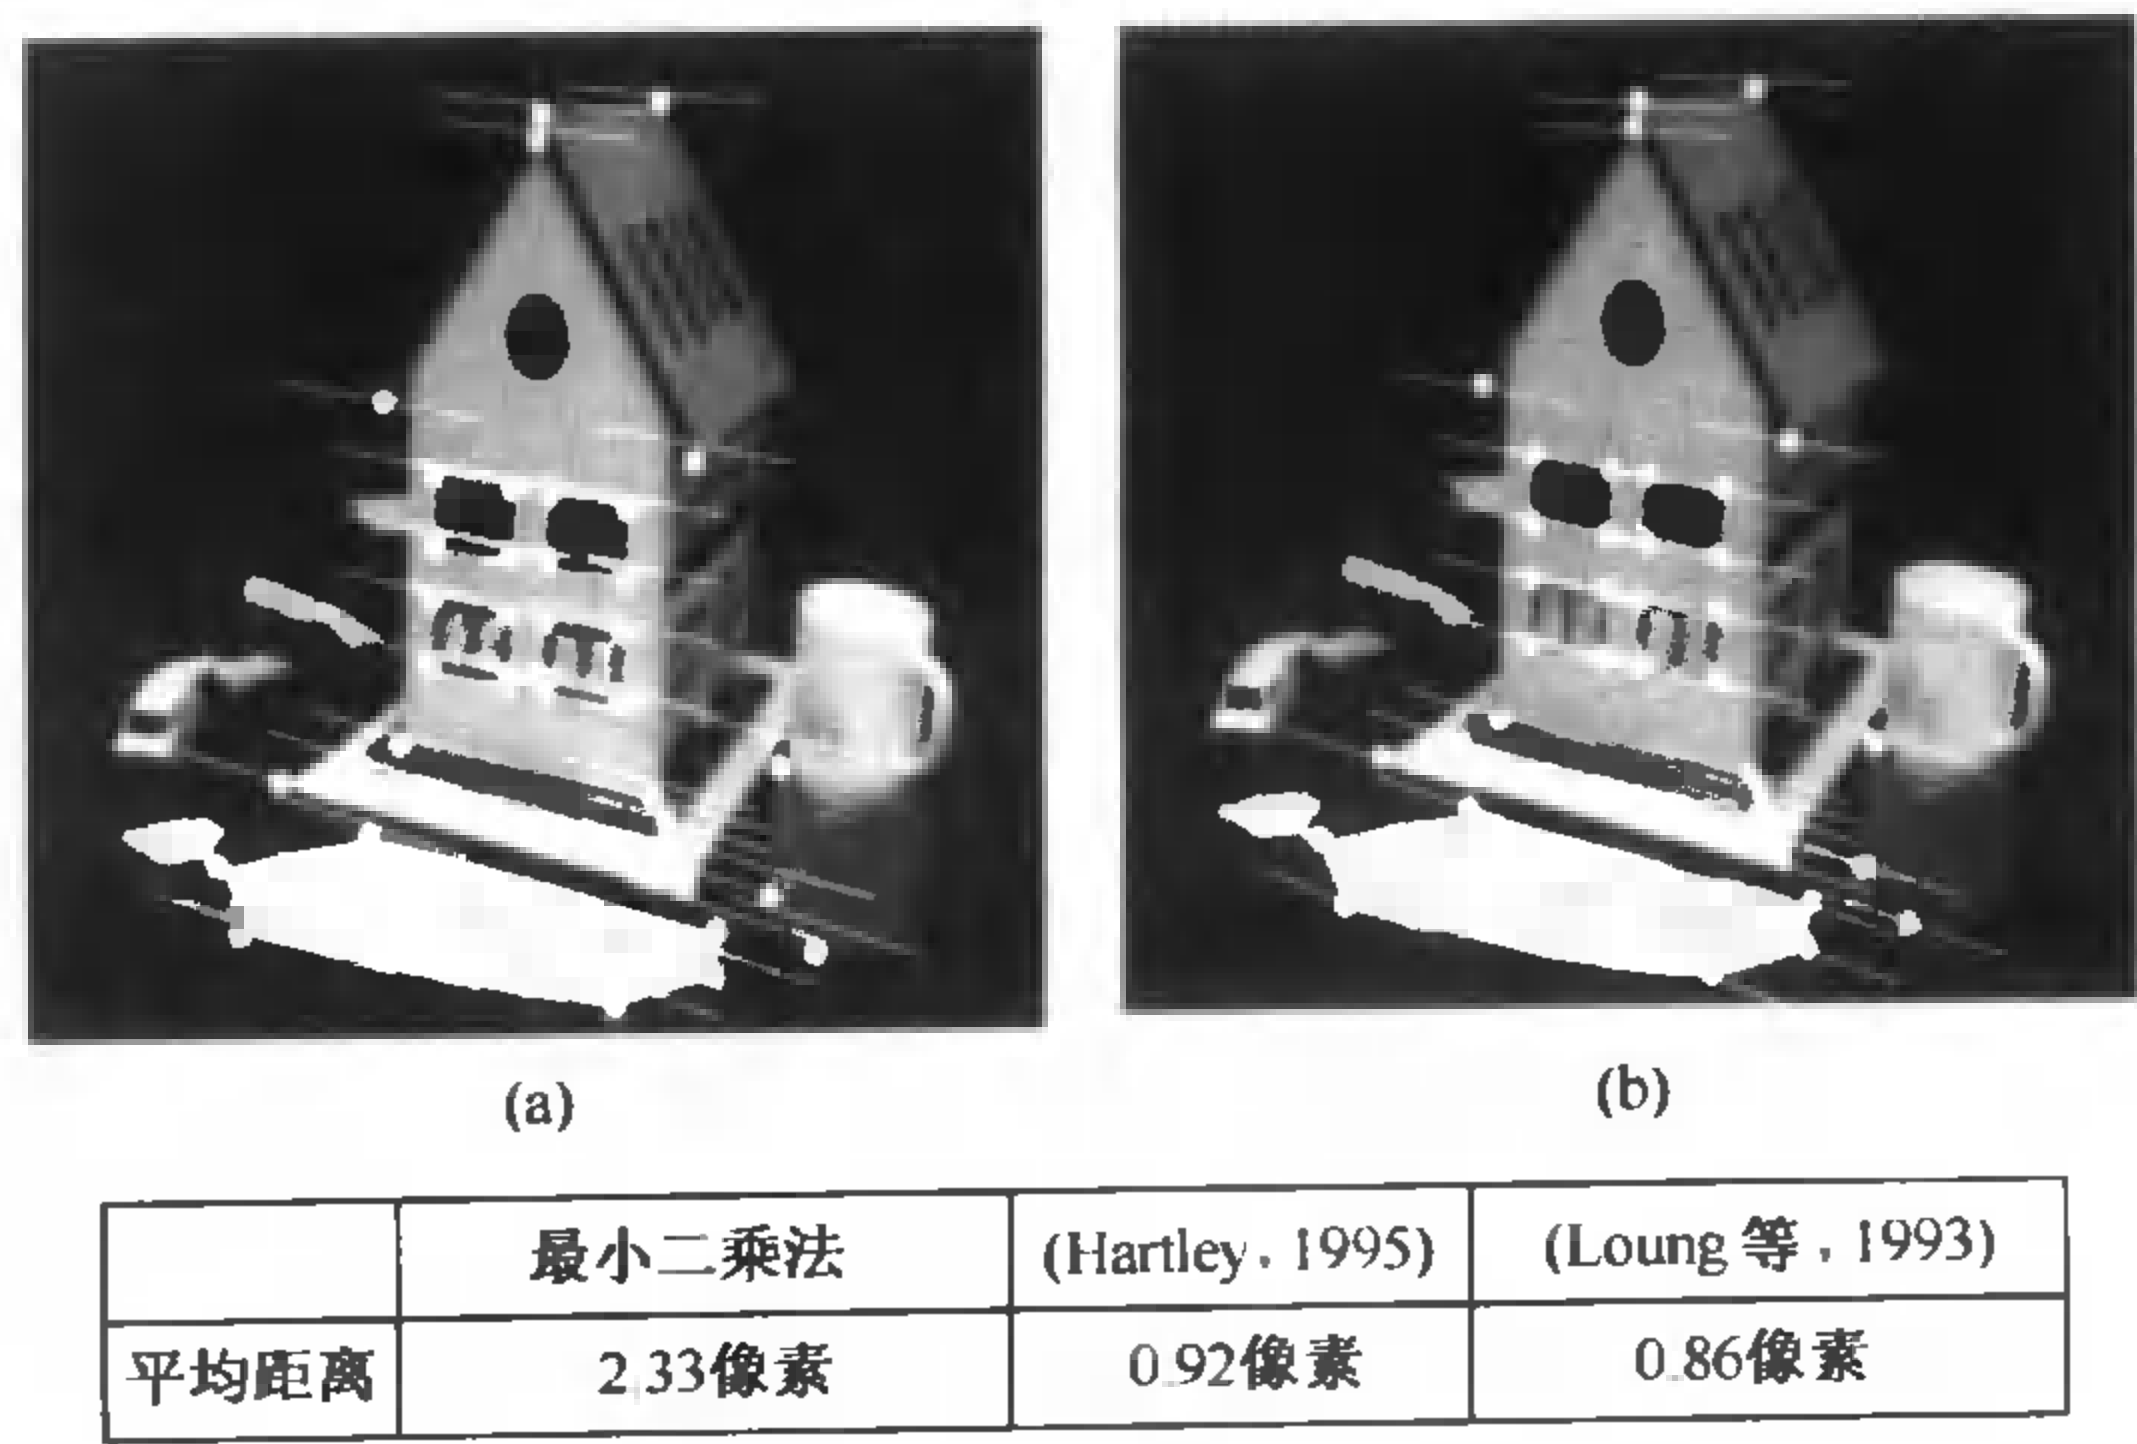 (a)
(b)
最小二乘法 (Hartley, 1995) (Loung 等, 1993)
平均距离 2.33像素 0.92像素 0.86像素